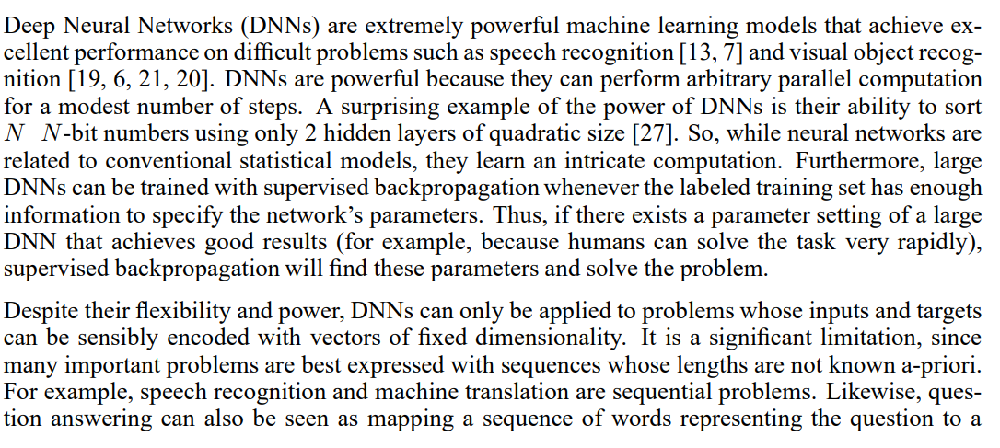 Deep Neural Networks (DNNs) are extremely powerful machine learning models that achieve ex-
cellent performance on difficult problems such as speech recognition [13, 7] and visual object recog-
nition [19, 6, 21, 20]. DNNs are powerful because they can perform arbitrary parallel computation
for a modest number of steps. A surprising example of the power of DNNs is their ability to sort
N N-bit numbers using only 2 hidden layers of quadratic size [27]. So, while neural networks are
related to conventional statistical models, they learn an intricate computation. Furthermore, large
DNNs can be trained with supervised backpropagation whenever the labeled training set has enough
information to specify the network's parameters. Thus, if there exists a parameter setting of a large
DNN that achieves good results (for example, because humans can solve the task very rapidly),
supervised backpropagation will find these parameters and solve the problem.
Despite their flexibility and power, DNNs can only be applied to problems whose inputs and targets
can be sensibly encoded with vectors of fixed dimensionality. It is a significant limitation, since
many important problems are best expressed with sequences whose lengths are not known a-priori.
For example, speech recognition and machine translation are sequential problems. Likewise, ques-
tion answering can also be seen as mapping a sequence of words representing the question to a